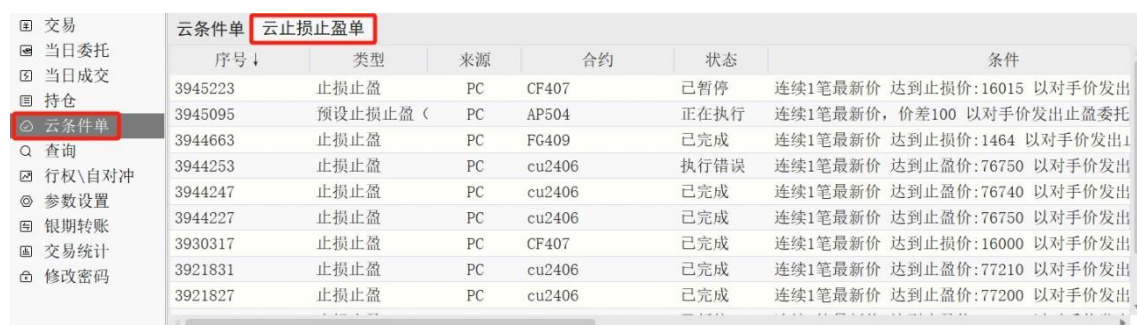 交易
当日委托
当日成交
持仓
云条件单
查询
行权\自对冲
参数设置
银期转账
交易统计
修改密码
云条件单 云止损止盈单
序号↓ 类型 来源 合约 状态 条件
3945223 止损止盈 PC CF407 已暂停 连续1笔最新价 达到止损价:16015 以对手价发出
3945095 预设止损止盈( PC AP504 正在执行 连续1笔最新价, 价差100 以对手价发出止盈委托
3944663 止损止盈 PC FG409 已完成 连续1笔最新价 达到止损价:1464 以对手价发出
3944253 止损止盈 PC cu2406 执行错误 连续1笔最新价 达到止盈价:76750 以对手价发出
3944247 止损止盈 PC cu2406 已完成 连续1笔最新价 达到止盈价:76740 以对手价发出
3944227 止损止盈 PC cu2406 已完成 连续1笔最新价 达到止盈价:76750 以对手价发出
3930317 止损止盈 PC CF407 已完成 连续1笔最新价 达到止损价:16000 以对手价发出
3921831 止损止盈 PC cu2406 已完成 连续1笔最新价 达到止盈价:77210 以对手价发出
3921827 止损止盈 PC cu2406 已完成 连续1笔最新价 达到止盈价:77200 以对手价发出